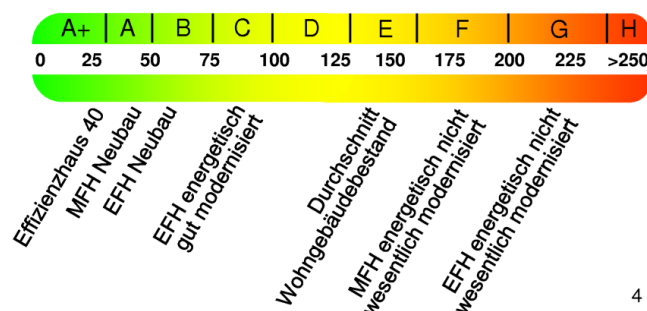 A+ A B C D E F G H
0 25 50 75 100 125 150 175 200 225 >250
Effizienzhaus 40
MFH Neubau
EFH Neubau
EFH energetisch
gut modernisiert
Durchschnitt
Wohngebäudebestand
MFH energetisch nicht
wesentlich modernisiert
EFH energetisch nicht
wesentlich modernisiert
4